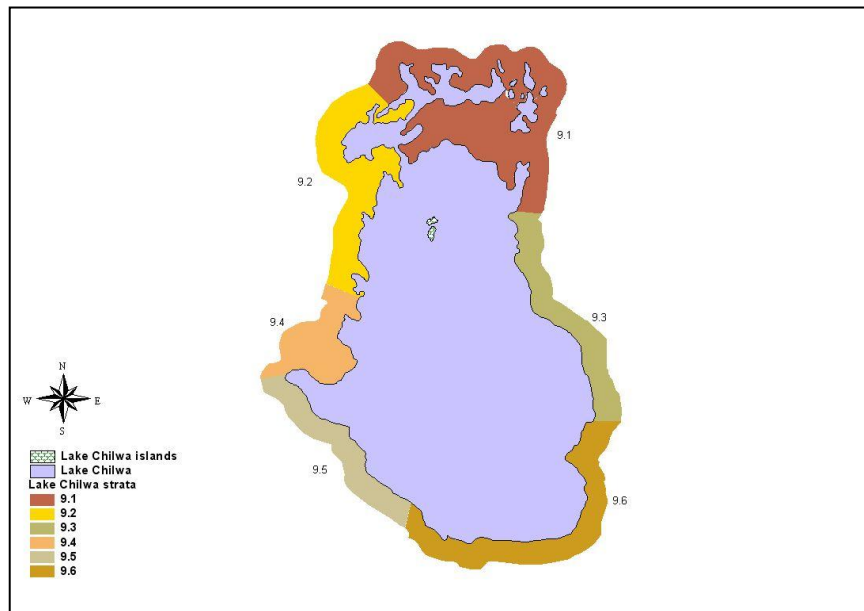 9.1
9.2
9.3
9.4
N
W E
S
Lake Chilwa islands
Lake Chilwa
Lake Chilwa strata
9.1
9.2
9.3
9.4
9.5
9.6
9.5
9.6